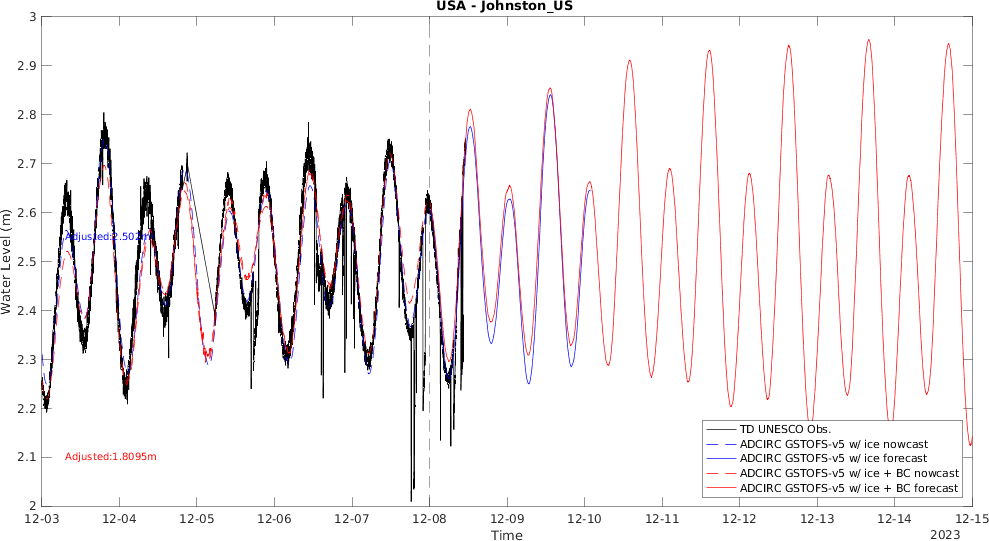 USA - Johnston_US
3
2.9
2.8
2.7
2.6
2.5
2.4
2.3
2.2
2.1
2
Water Level (m)
Adjusted:2.502m
Adjusted:1.8095m
TD UNESCO Obs.
ADCIRC GSTOFS-v5 w/ ice nowcast
ADCIRC GSTOFS-v5 w/ ice forecast
ADCIRC GSTOFS-v5 w/ ice + BC nowcast
ADCIRC GSTOFS-v5 w/ ice + BC forecast
12-03 12-04 12-05 12-06 12-07 12-08 12-09 12-10 12-11 12-12 12-13 12-14 12-15
Time
2023